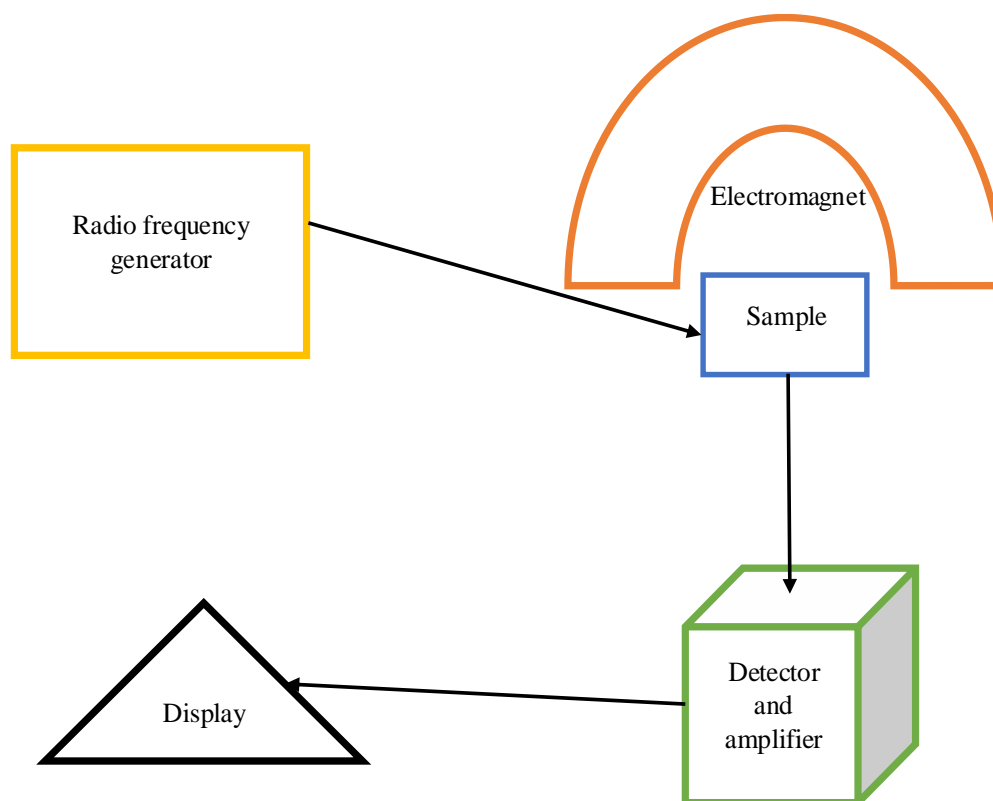 Radio frequency
generator
Electromagnet
Sample
Detector
and
amplifier
Display